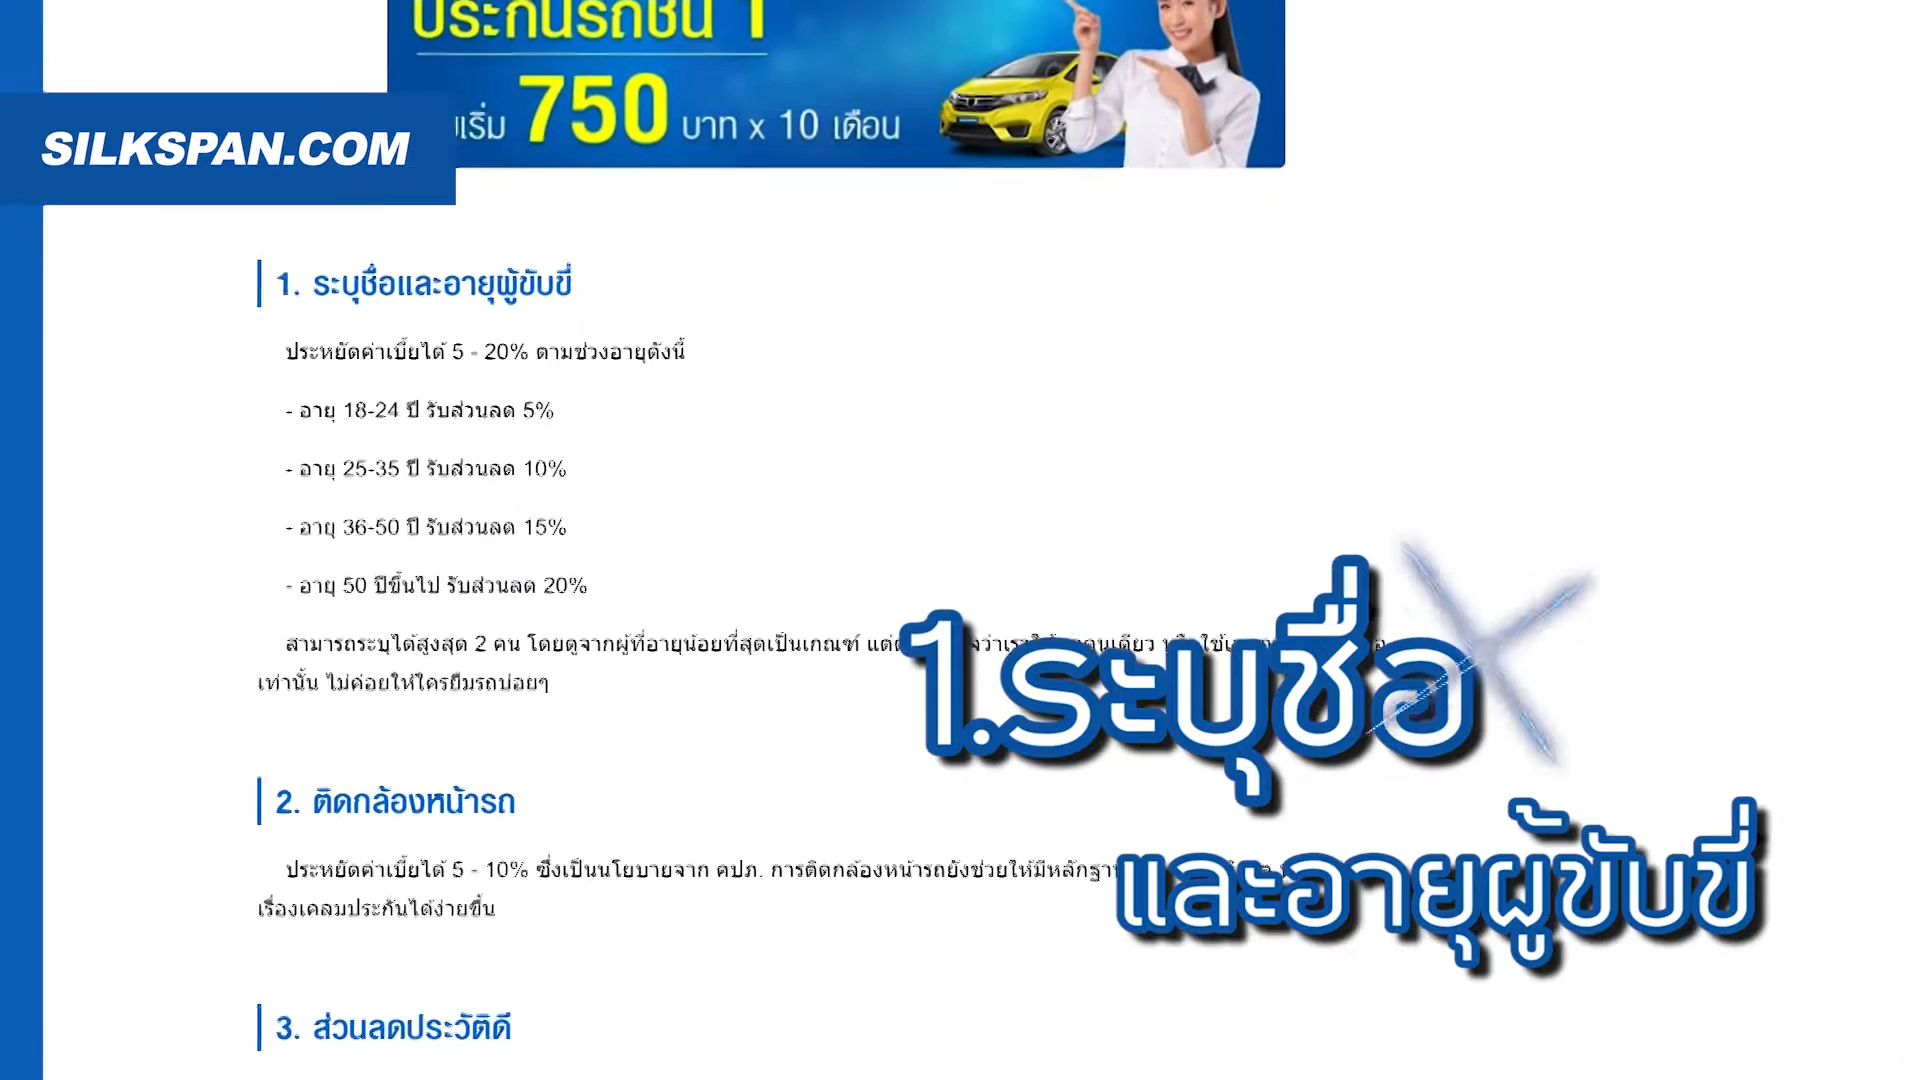 ประกันรถชั้น 1
เริ่ม 750 บาท x 10 เดือน
SILKSPAN.COM
1. ระบุชื่อและอายุผู้ขับขี่
ประหยัดค่าเบี้ยได้ 5 - 20% ตามช่วงอายุดังนี้
- อายุ 18-24 ปี รับส่วนลด 5%
- อายุ 25-35 ปี รับส่วนลด 10%
- อายุ 36-50 ปี รับส่วนลด 15%
- อายุ 50 ปีขึ้นไป รับส่วนลด 20%
สามารถระบุได้สูงสุด 2 คน โดยดูจากผู้ที่อายุน้อยที่สุดเป็นเกณฑ์
เท่านั้น ไม่ค่อยให้ใครยืมรถบ่อยๆ
1.ระบุชื่อ
และอายุผู้ขับขี่
2. ติดกล้องหน้ารถ
ประหยัดค่าเบี้ยได้ 5 - 10% ซึ่งเป็นนโยบายจาก คปภ. การติดกล้องหน้ารถยังช่วยให้มีหลักฐาน
เรื่องเคลมประกันได้ง่ายขึ้น
3. ส่วนลดประวัติดี